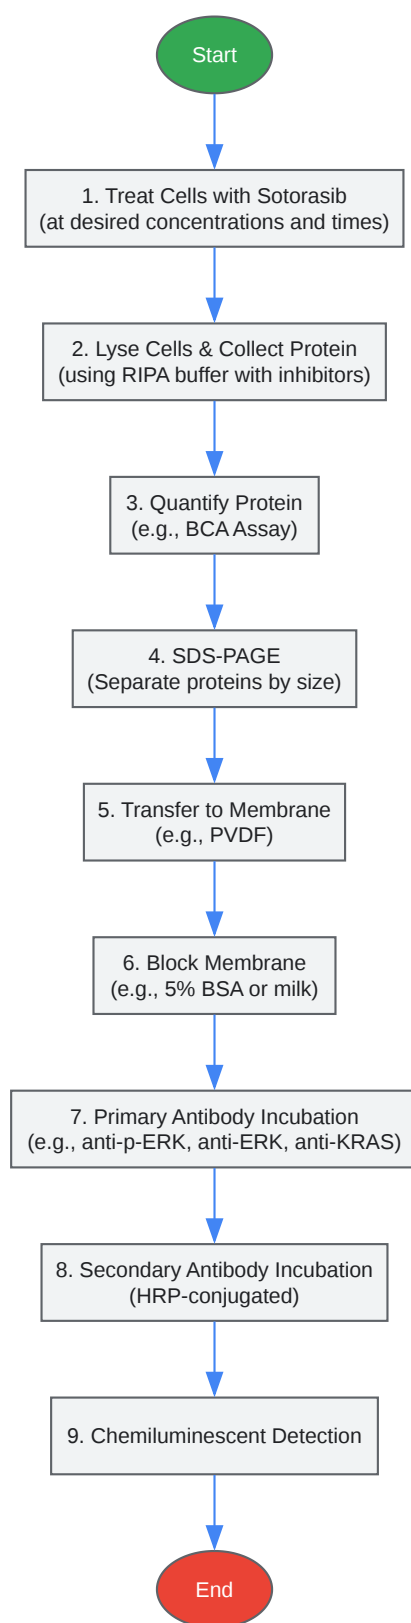 Start
1. Treat Cells with Sotorasib
(at desired concentrations and times)
2. Lyse Cells & Collect Protein
(using RIPA buffer with inhibitors)
3. Quantify Protein
(e.g., BCA Assay)
4. SDS-PAGE
(Separate proteins by size)
5. Transfer to Membrane
(e.g., PVDF)
6. Block Membrane
(e.g., 5% BSA or milk)
7. Primary Antibody Incubation
(e.g., anti-p-ERK, anti-ERK, anti-KRAS)
8. Secondary Antibody Incubation
(HRP-conjugated)
9. Chemiluminescent Detection
End